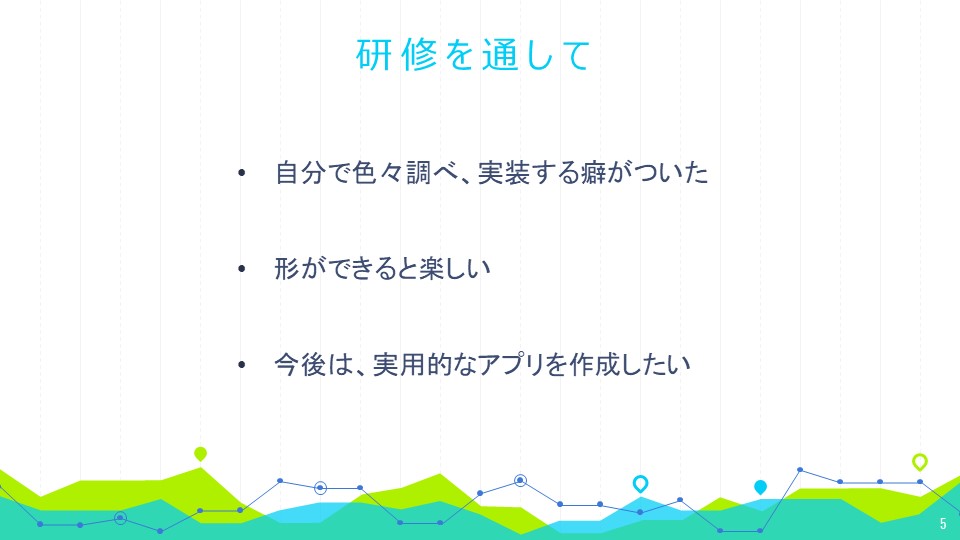 研修を通して
• 自分で色々調べ、実装する癖がついた
• 形ができると楽しい
• 今後は、実用的なアプリを作成したい
5